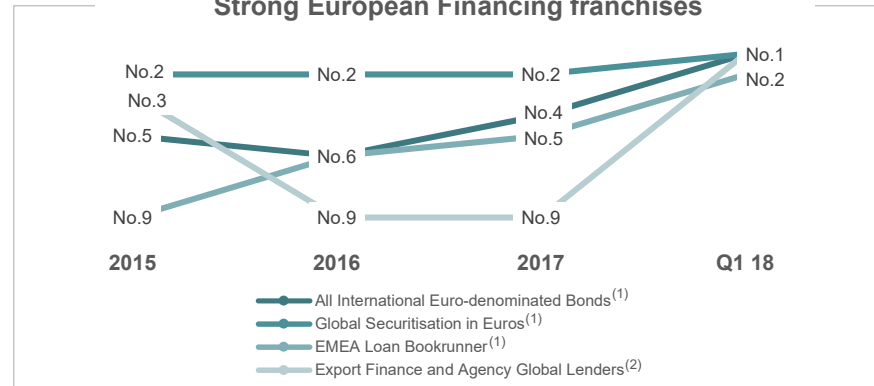 Strong European Financing franchises
No.2 No.2 No.2 No.1
No.3 No.2
No.5 No.4
No.6 No.5
No.9 No.9 No.9
2015 2016 2017 Q1 18
All International Euro-denominated Bonds(1)
Global Securitisation in Euros(1)
EMEA Loan Bookrunner(1)
Export Finance and Agency Global Lenders(2)